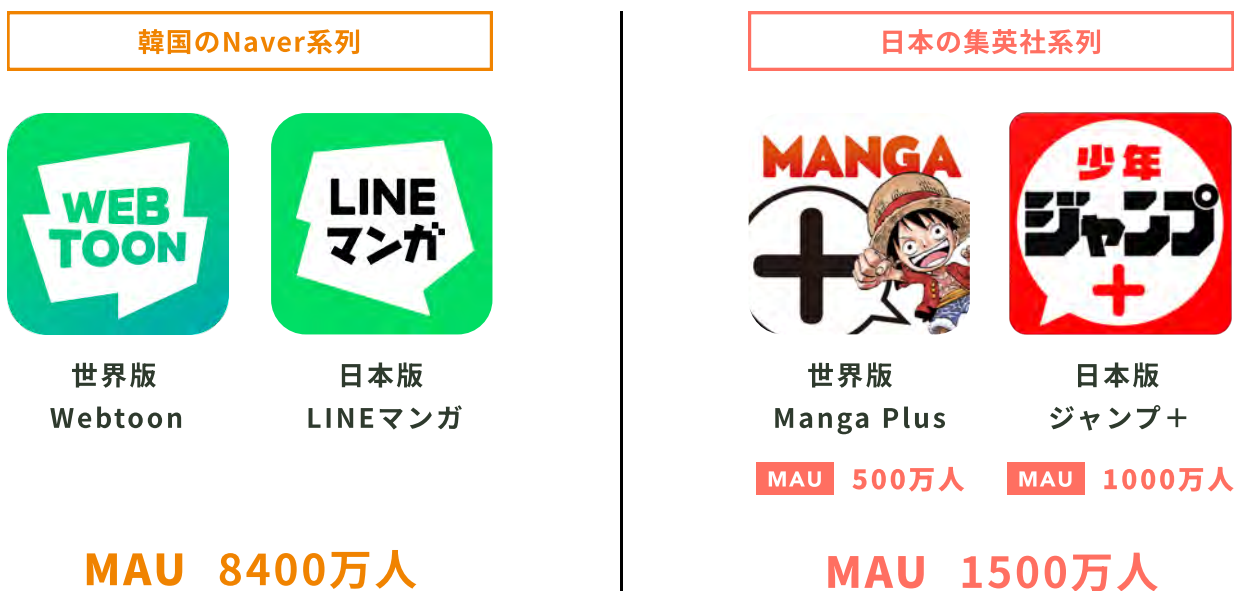 韓国のNaver系列
WEB
TOON
LINE
マンガ
世界版
Webtoon
日本版
LINEマンガ
MAU 8400万人
日本の集英社系列
MANGA
少年
ジャンプ
+
世界版
Manga Plus
日本版
ジャンプ＋
MAU 500万人
MAU 1000万人
MAU 1500万人